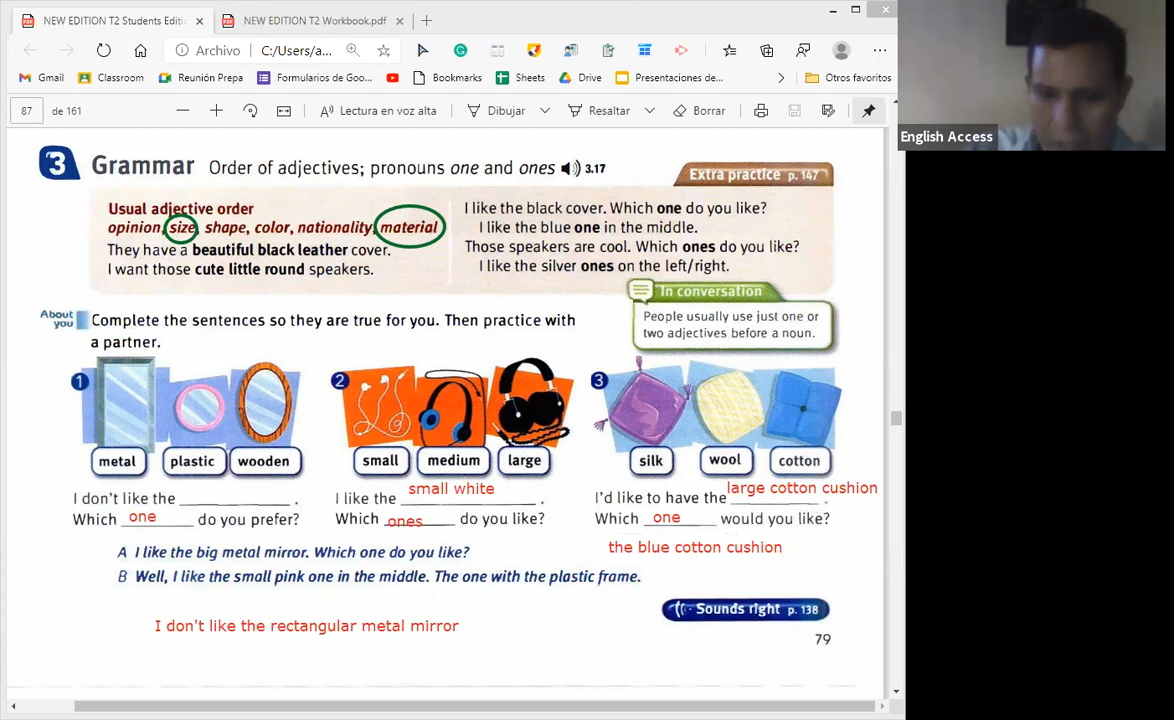 NEW EDITION T2 Students Editi
NEW EDITION T2 Workbook.pdf
Archivo
C:/Users/a...
Gmail
Classroom
Reunión Prepa
Formularios de Goo...
Bookmarks
Sheets
Drive
Presentaciones de...
Otros favoritos
87
de 161
Lectura en voz alta
Dibujar
Resaltar
Borrar
English Access
3 Grammar Order of adjectives; pronouns one and ones 3.17
Extra practice p. 147
Usual adjective order
opinion, size, shape, color, nationality, material
They have a beautiful black leather cover.
I want those cute little round speakers.
I like the black cover. Which one do you like?
I like the blue one in the middle.
Those speakers are cool. Which ones do you like?
I like the silver ones on the left/right.
In conversation
People usually use just one or
two adjectives before a noun.
About
you
Complete the sentences so they are true for you. Then practice with
a partner.
1
metal
plastic
wooden
I don't like the ____________ .
Which one do you prefer?
2
small
medium
large
I like the small white .
Which ones do you like?
3
silk
wool
cotton
I'd like to have the large cotton cushion .
Which one would you like?
the blue cotton cushion
A I like the big metal mirror. Which one do you like?
B Well, I like the small pink one in the middle. The one with the plastic frame.
Sounds right p. 138
I don't like the rectangular metal mirror
79